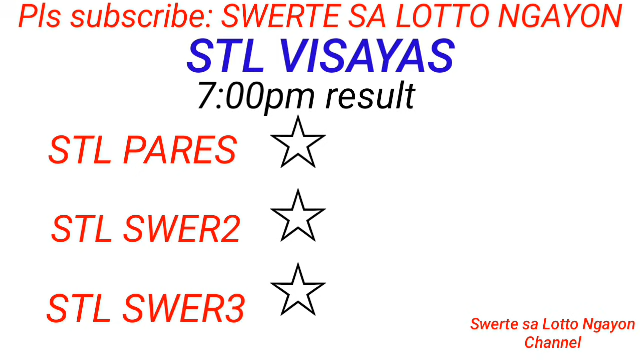 Pls subscribe: SWERTE SA LOTTO NGAYON
STL VISAYAS
7:00pm result
STL PARES
STL SWER2
STL SWER3
Swerte sa Lotto Ngayon
Channel